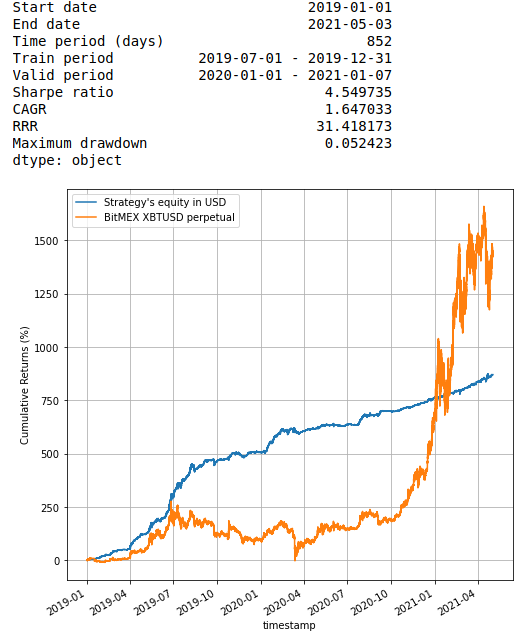 Start date 2019-01-01
End date 2021-05-03
Time period (days) 852
Train period 2019-07-01 - 2019-12-31
Valid period 2020-01-01 - 2021-01-07
Sharpe ratio 4.549755
CAGR 1.647033
RRR 31.418173
Maximum drawdown 0.052423
dtype: object
Strategy's equity in USD
BitMEX XBTUSD perpetual
1500
1250
1000
750
500
250
0
Cumulative Returns (%)
2019-01
2019-04
2019-07
2019-10
2020-01
2020-04
2020-07
2020-10
2021-01
2021-04
timestamp